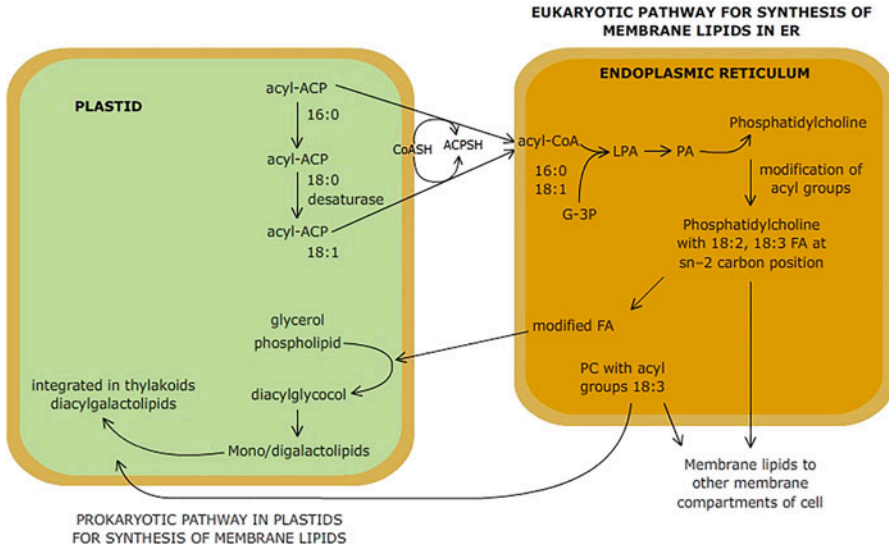 EUKARYOTIC PATHWAY FOR SYNTHESIS OF
MEMBRANE LIPIDS IN ER
PLASTID
acyl-ACP
16:0
acyl-ACP
18:0
desaturase
acyl-ACP
18:1
glycerol
phospholipid
diacylglycocol
Mono/digalactolipids
integrated in thylakoids
diacylgalactolipids
CoASH
ACPSH
ENDOPLASMIC RETICULUM
acyl-CoA
16:0
18:1
G-3P
LPA
PA
Phosphatidylcholine
modification of
acyl groups
Phosphatidylcholine
with 18:2, 18:3 FA at
sn–2 carbon position
modified FA
PC with acyl
groups 18:3
Membrane lipids to
other membrane
compartments of cell
PROKARYOTIC PATHWAY IN PLASTIDS
FOR SYNTHESIS OF MEMBRANE LIPIDS